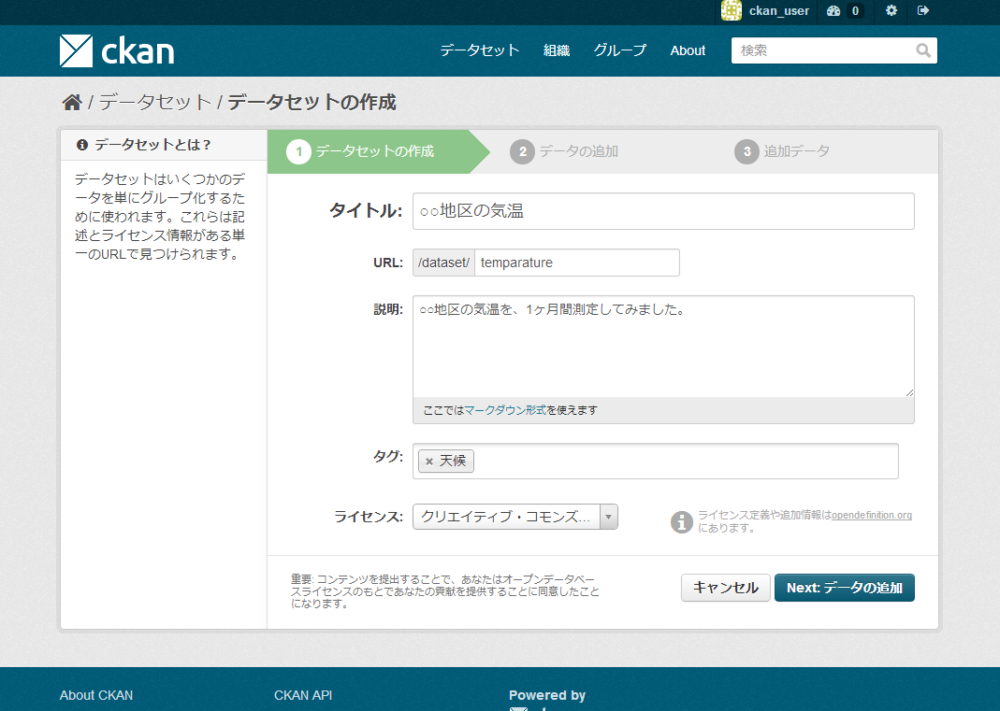 ckan_user 0
ckan
データセット 組織 グループ About 検索
/ データセット / データセットの作成
データセットとは？
データセットはいくつかのデ
ータを単にグループ化するた
めに使われます。これらは記
述とライセンス情報がある単
一のURLで見つけられます。
1 データセットの作成 2 データの追加 3 追加データ
タイトル: ○○地区の気温
URL: /dataset/ temparature
説明: ○○地区の気温を、1ヶ月間測定してみました。
ここではマークダウン形式を使えます
タグ: × 天候
ライセンス: クリエイティブ・コモンズ...
ライセンス定義や追加情報はopendefinition.org
にあります。
重要: コンテンツを提出することで、あなたはオープンデータベー
スライセンスのもとであなたの貢献を提供することに同意したこと
になります。
キャンセル Next: データの追加
About CKAN CKAN API Powered by